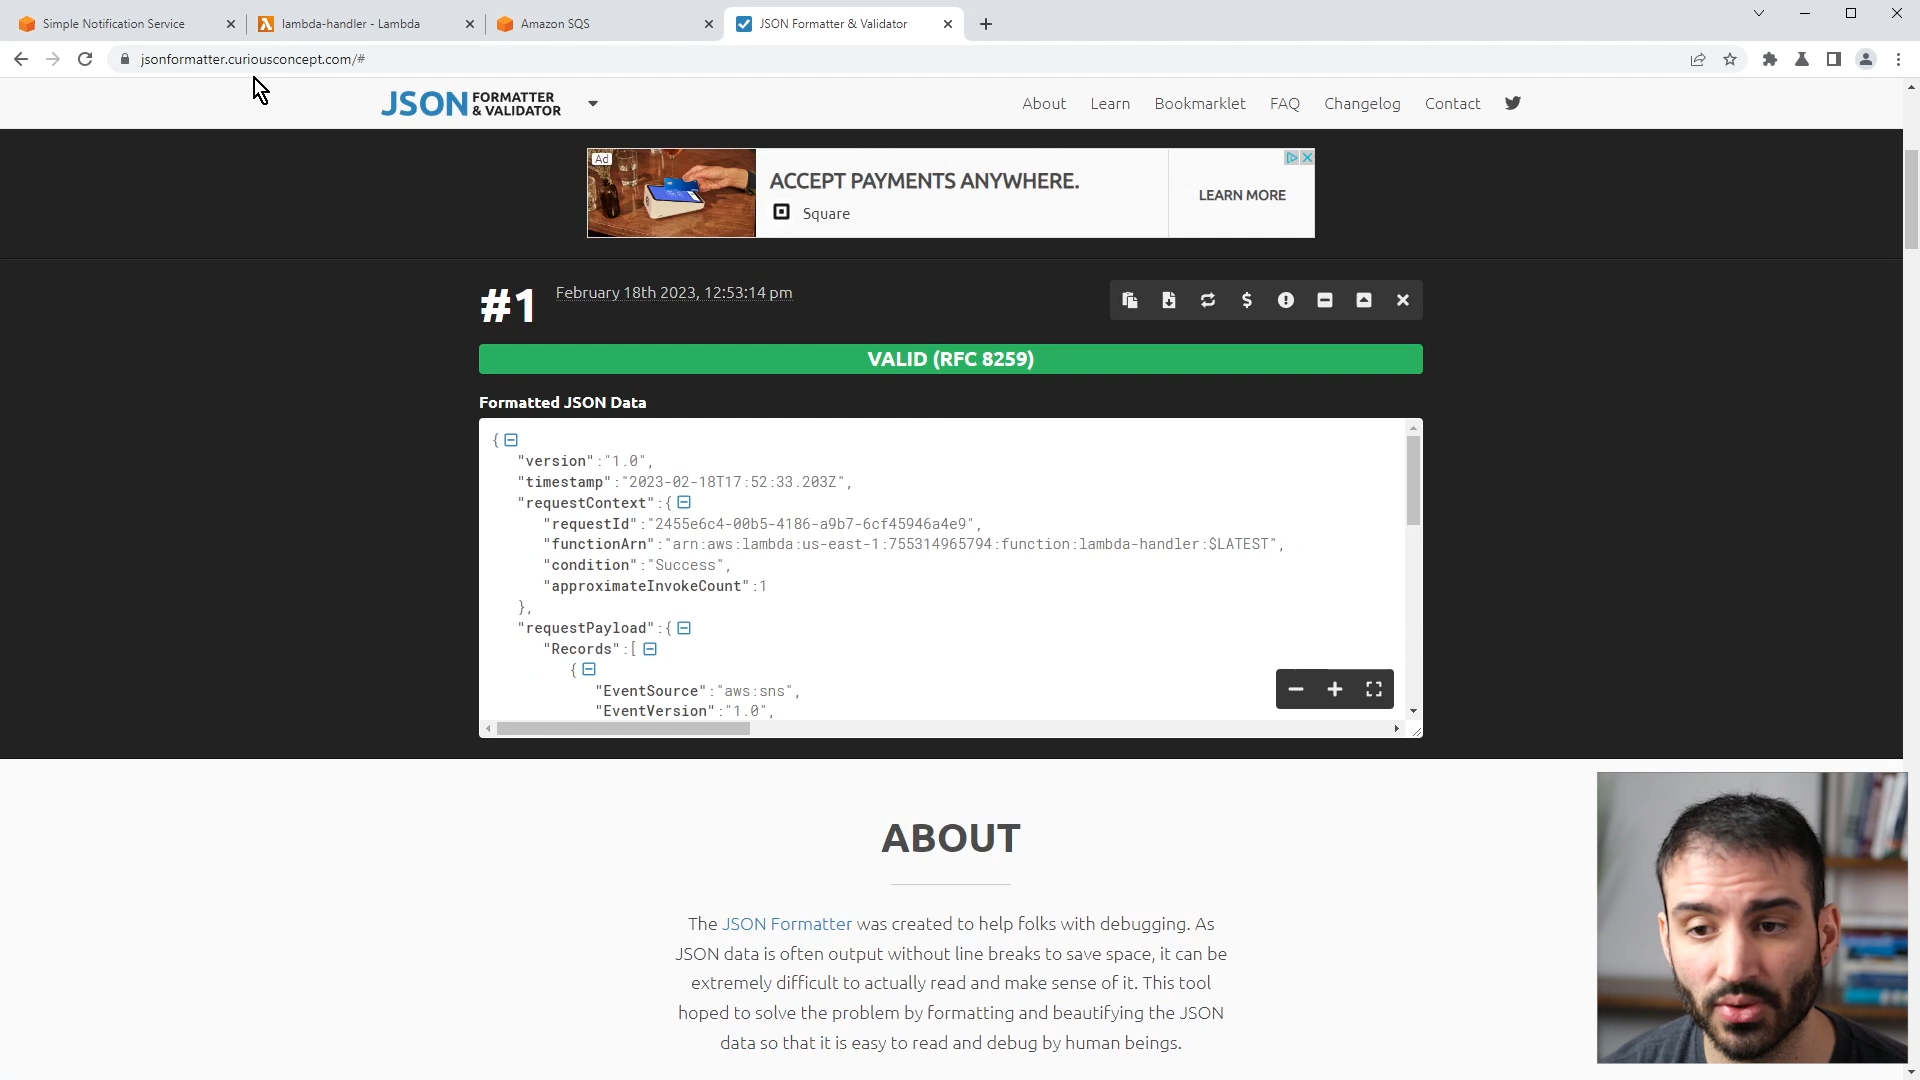 Simple Notification Service
lambda-handler - Lambda
Amazon SQS
JSON Formatter & Validator
jsonformatter.curiousconcept.com/#
JSON FORMATTER & VALIDATOR
About
Learn
Bookmarklet
FAQ
Changelog
Contact
Ad
ACCEPT PAYMENTS ANYWHERE.
Square
LEARN MORE
#1
February 18th 2023, 12:53:14 pm
VALID (RFC 8259)
Formatted JSON Data
{
"version":"1.0",
"timestamp":"2023-02-18T17:52:33.203Z",
"requestContext":{
"requestId":"2455e6c4-00b5-4186-a9b7-6cf45946a4e9",
"functionArn":"arn:aws:lambda:us-east-1:755314965794:function:lambda-handler:$LATEST",
"condition":"Success",
"approximateInvokeCount":1
},
"requestPayload":{
"Records":[
{
"EventSource":"aws:sns",
"EventVersion":"1.0",
ABOUT
The JSON Formatter was created to help folks with debugging. As
JSON data is often output without line breaks to save space, it can be
extremely difficult to actually read and make sense of it. This tool
hoped to solve the problem by formatting and beautifying the JSON
data so that it is easy to read and debug by human beings.